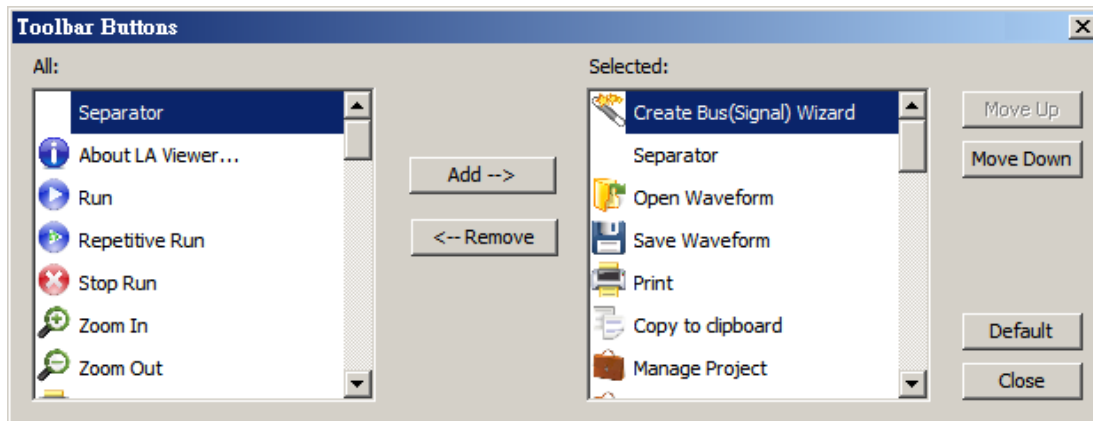 Toolbar Buttons
All:
Separator
About LA Viewer...
Run
Repetitive Run
Stop Run
Zoom In
Zoom Out
Add -->
<-- Remove
Selected:
Create Bus(Signal) Wizard
Separator
Open Waveform
Save Waveform
Print
Copy to clipboard
Manage Project
Move Up
Move Down
Default
Close